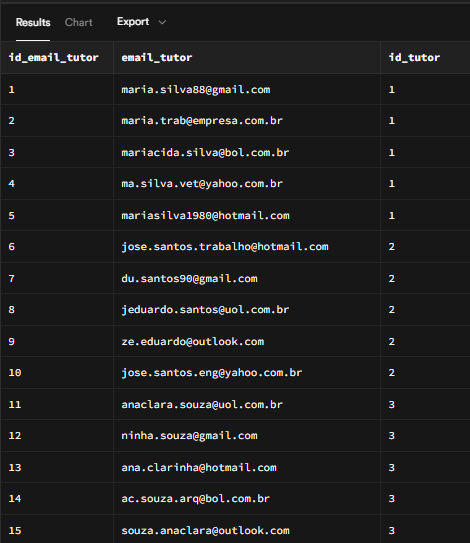 Results Chart Export
id_email_tutor email_tutor id_tutor
1 maria.silva88@gmail.com 1
2 maria.trab@empresa.com.br 1
3 mariacida.silva@bol.com.br 1
4 ma.silva.vet@yahoo.com.br 1
5 mariasilva1980@hotmail.com 1
6 jose.santos.trabalho@hotmail.com 2
7 du.santos90@gmail.com 2
8 jeduardo.santos@uol.com.br 2
9 ze.eduardo@outlook.com 2
10 jose.santos.eng@yahoo.com.br 2
11 anaclara.souza@uol.com.br 3
12 ninha.souza@gmail.com 3
13 ana.clarinha@hotmail.com 3
14 ac.souza.arq@bol.com.br 3
15 souza.anaclara@outlook.com 3